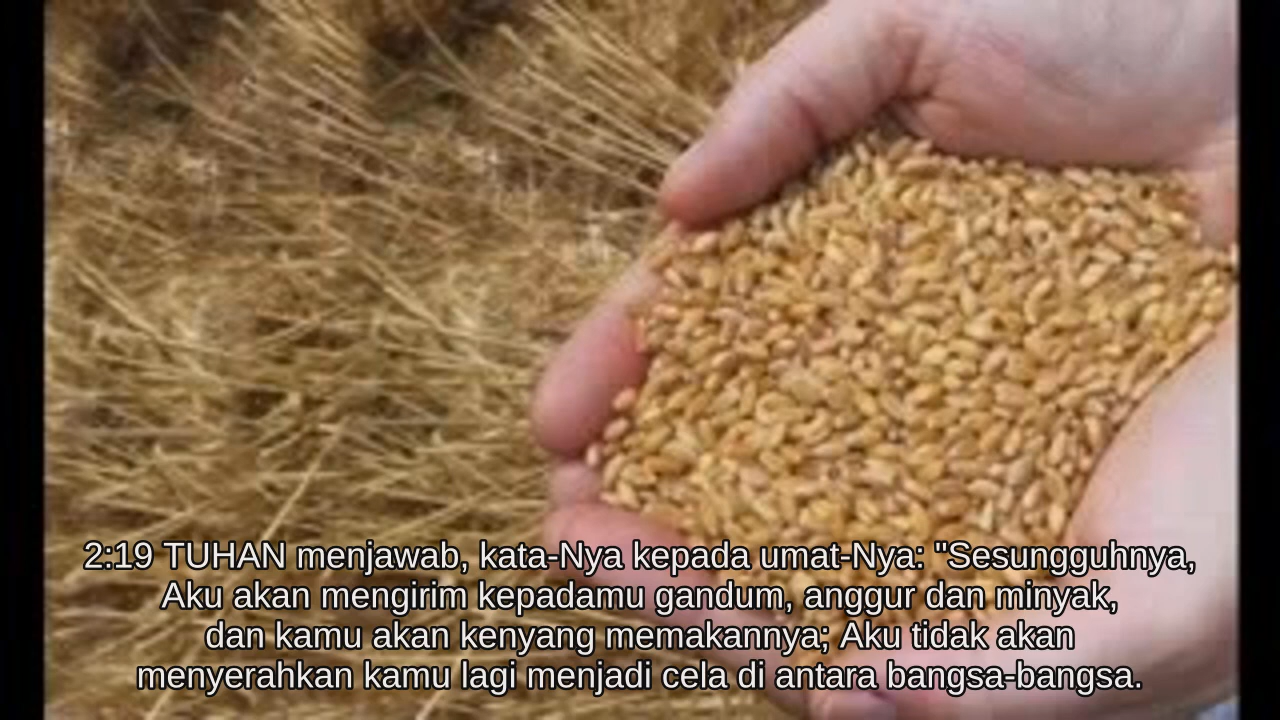 2:19 TUHAN menjawab, kata-Nya kepada umat-Nya: "Sesungguhnya,
Aku akan mengirim kepadamu gandum, anggur dan minyak,
dan kamu akan kenyang memakannya; Aku tidak akan
menyerahkan kamu lagi menjadi cela di antara bangsa-bangsa.